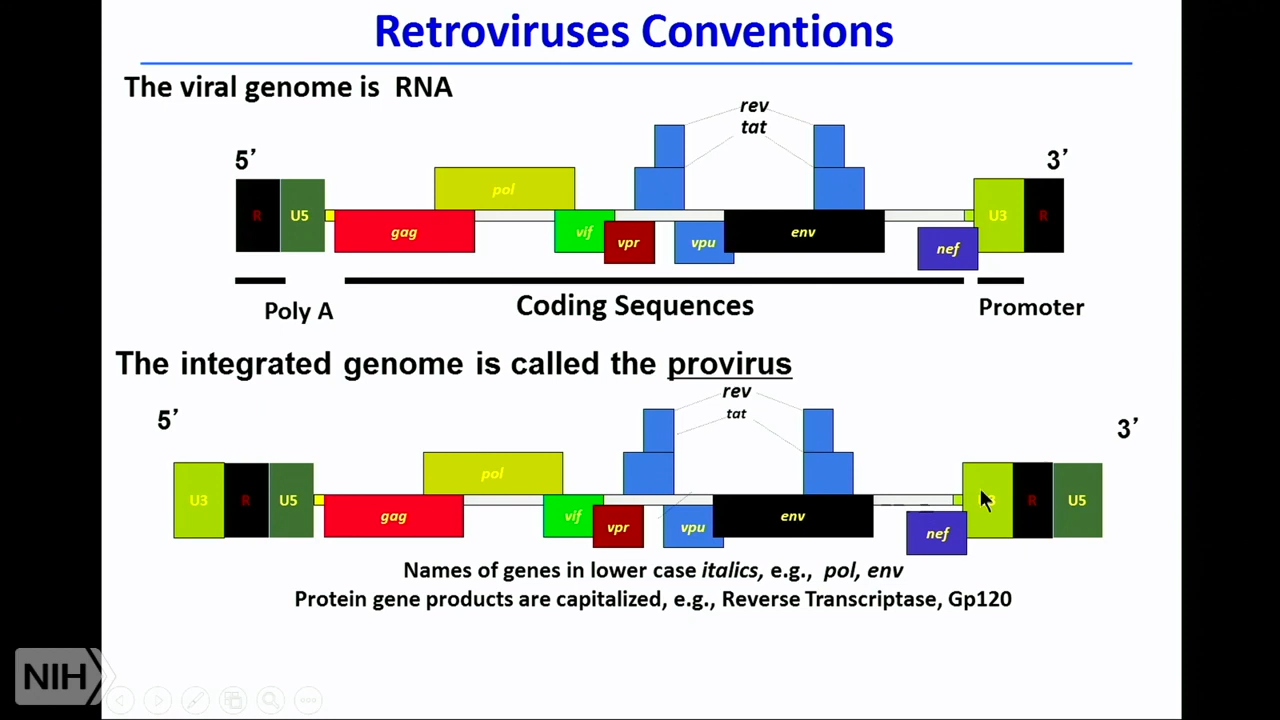 Retroviruses Conventions
The viral genome is RNA
rev
tat
5’
3’
R
U5
pol
gag
vif
vpr
vpu
env
nef
U3
R
Poly A
Coding Sequences
Promoter
The integrated genome is called the provirus
rev
tat
5’
3’
U3
R
U5
pol
gag
vif
vpr
vpu
env
nef
U3
R
U5
Names of genes in lower case italics, e.g., pol, env
Protein gene products are capitalized, e.g., Reverse Transcriptase, Gp120
NIH